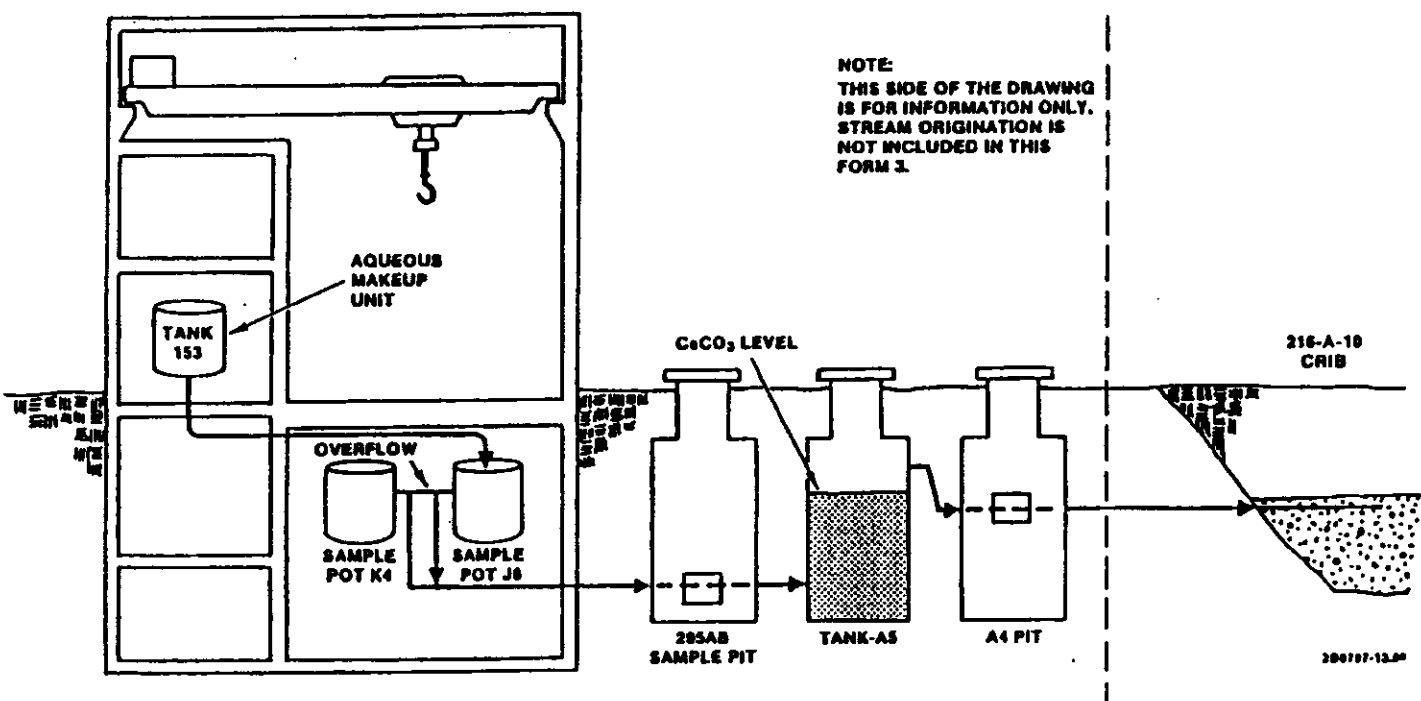 NOTE:
THIS SIDE OF THE DRAWING
IS FOR INFORMATION ONLY.
STREAM ORIGINATION IS
NOT INCLUDED IN THIS
FORM 3.
AQUEOUS
MAKEUP
UNIT
TANK
153
CaCO₃ LEVEL
216-A-10
CRIB
OVERFLOW
SAMPLE
POT K4
SAMPLE
POT J6
295AB
SAMPLE PIT
TANK-A5
A4 PIT